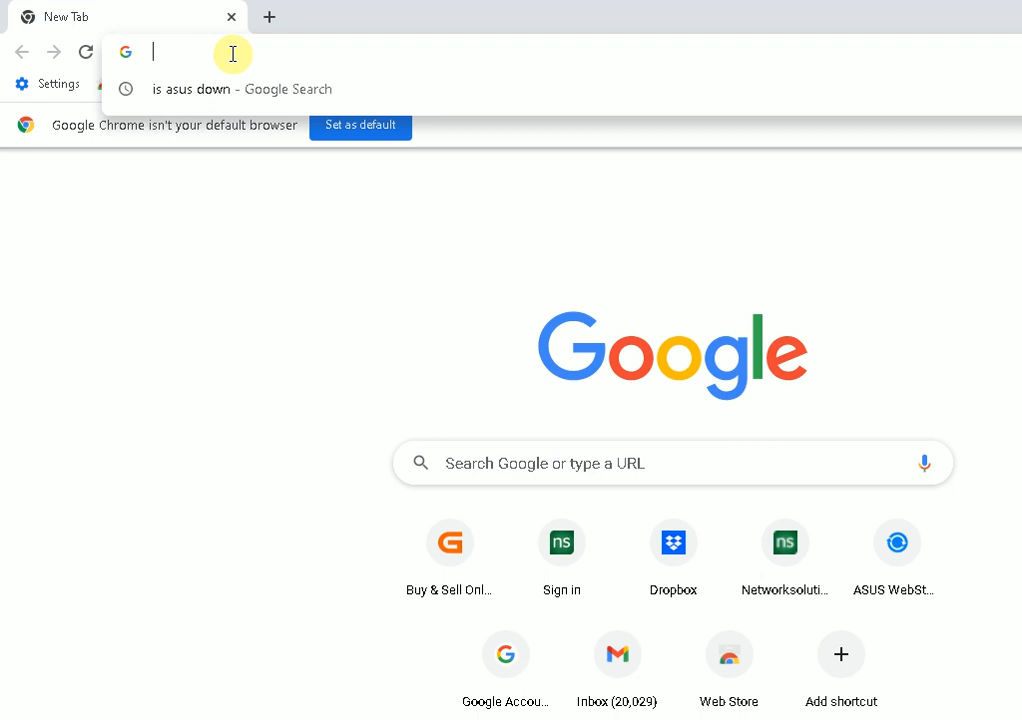 New Tab
is asus down - Google Search
Settings
Google Chrome isn't your default browser
Set as default
Google
Search Google or type a URL
G
ns
ns
Buy & Sell Onl...
Sign in
Dropbox
Networksoluti...
ASUS WebSt...
Google Accou...
Inbox (20,029)
Web Store
Add shortcut